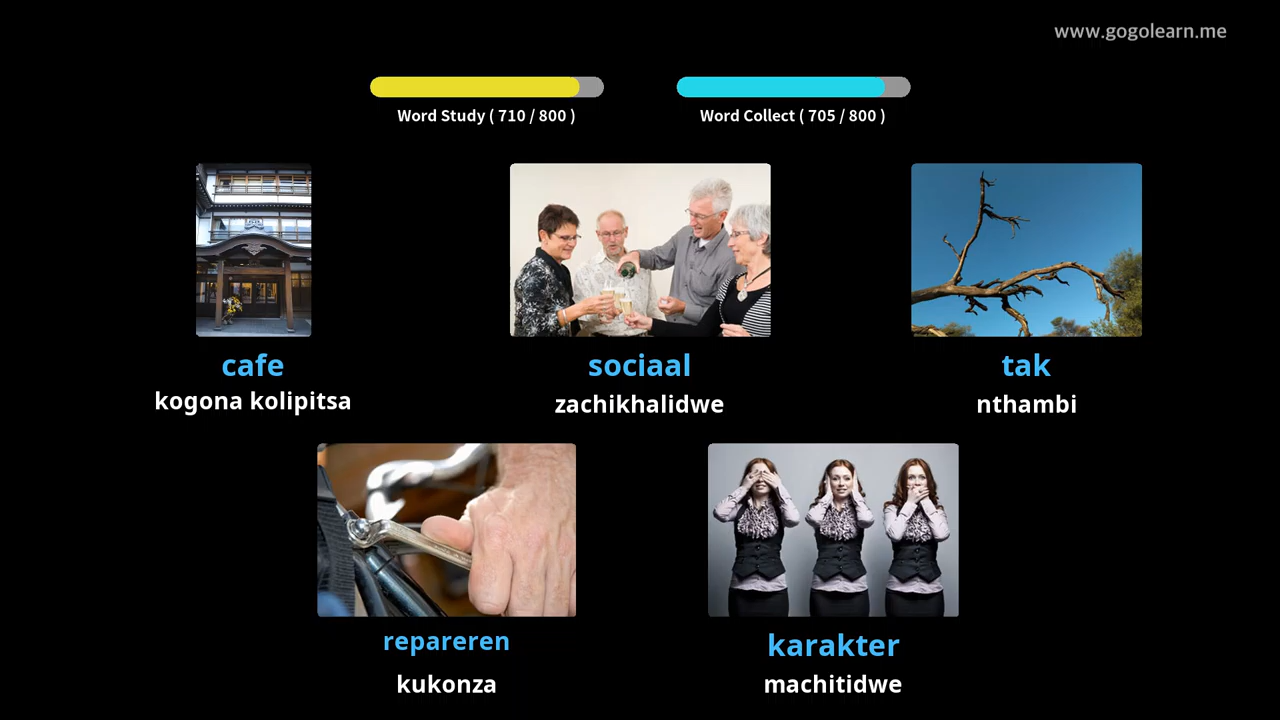 www.gogolearn.me
Word Study ( 710 / 800 )
Word Collect ( 705 / 800 )
cafe
kogona kolipitsa
sociaal
zachikhalidwe
tak
nthambi
repareren
kukonza
karakter
machitidwe